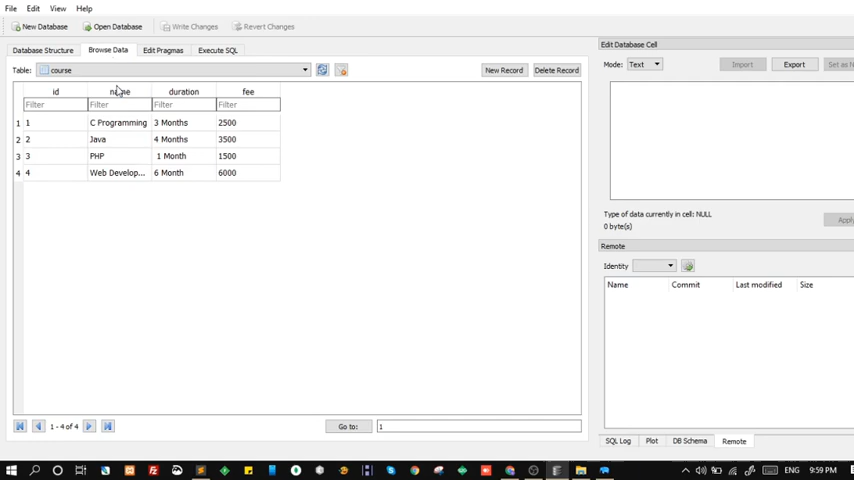 File Edit View Help
New Database Open Database Write Changes Revert Changes
Database Structure Browse Data Edit Pragmas Execute SQL
Table: course New Record Delete Record
id name duration fee
Filter Filter Filter Filter
1 1 C Programming 3 Months 2500
2 2 Java 4 Months 3500
3 3 PHP 1 Month 1500
4 4 Web Develop... 6 Month 6000
1 - 4 of 4 Go to: 1
Edit Database Cell
Mode: Text Import Export Set as N
Type of data currently in cell: NULL
0 byte(s) Apply
Remote
Identity
Name Commit Last modified Size
SQL Log Plot DB Schema Remote
ENG 9:59 PM